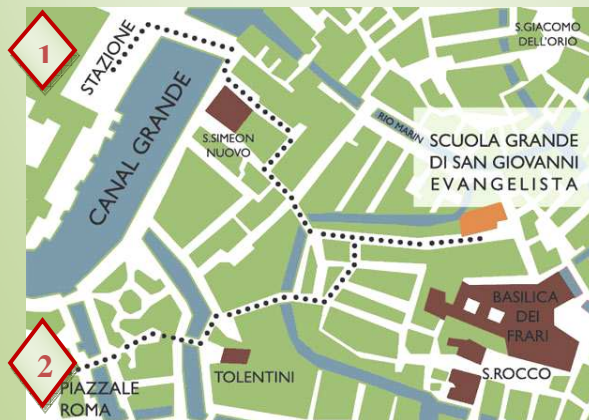 1
STAZIONE
CANAL GRANDE
S.SIMEON
NUOVO
S.GIACOMO
DELL'ORIO
RIO MARIN
SCUOLA GRANDE
DI SAN GIOVANNI
EVANGELISTA
BASILICA
DEI
FRARI
S.ROCCO
TOLENTINI
2
PIAZZALE
ROMA